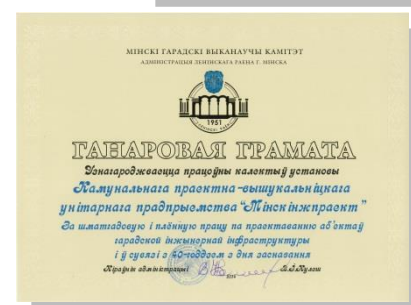 МІНСКІ ГАРАДСКІ ВЫКАНАЎЧЫ КАМІТЭТ
АДМІНІСТРАЦЫЯ ЛЕНІНСКАГА РАЁНА Г. МІНСКА
1951
ГАНАРОВАЯ ГРАМАТА
Узнагароджваецца працоўны калектыў установы
Камунальнага праектна-вышукальніцкага
унітарнага прадпрыемства “Мінскінжпраект”
За шматгадовую і плённую працу па праектаванню аб'ектаў
гарадской інжынернай інфраструктуры
і ў сувязі з 40-годдзем з дня заснавання
Кіраўнік адміністрацыі